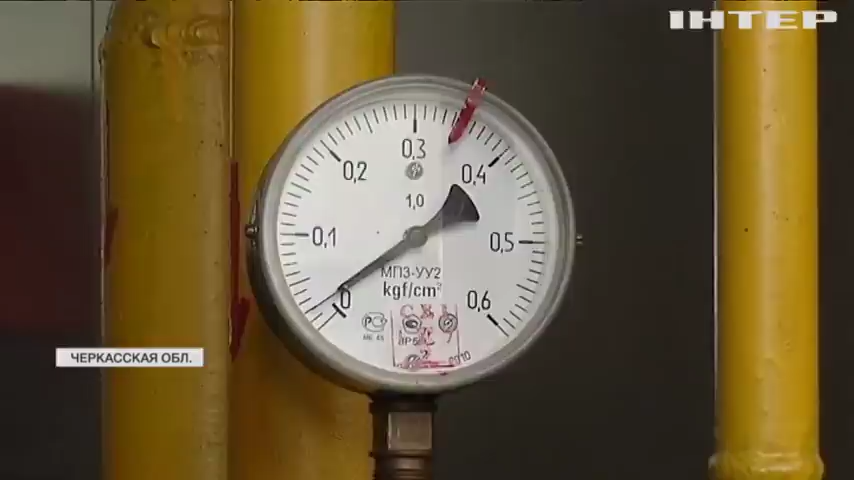 ІНТЕР
0,3
0,2
0,4
1,0
0,1
0,5
МПЗ-УУ2
kgf/cm²
0
0,6
ЧЕРКАССКАЯ ОБЛ.